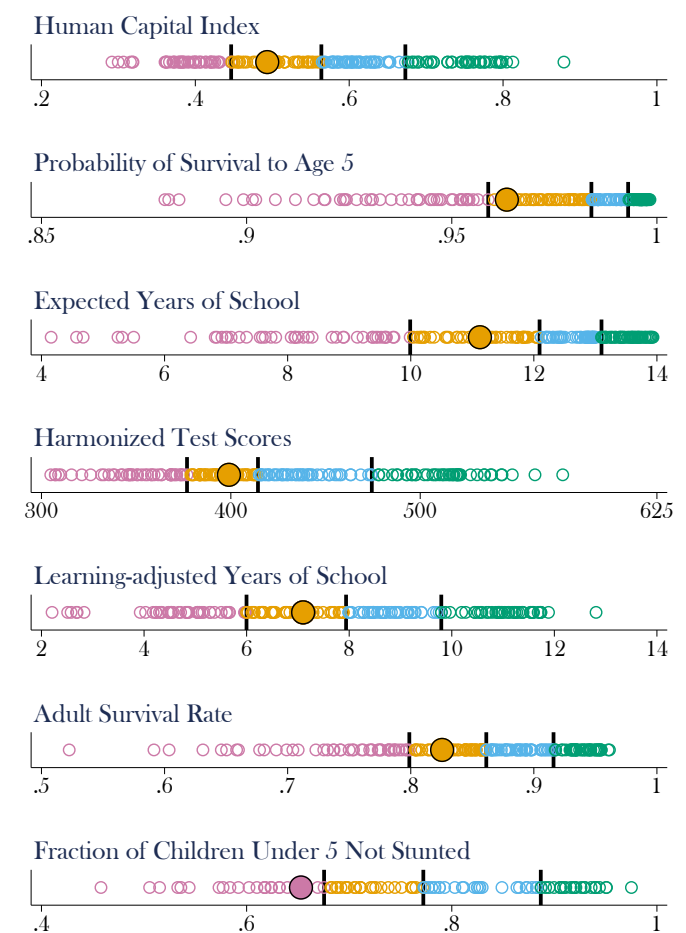 Human Capital Index
.2 .4 .6 .8 1
Probability of Survival to Age 5
.85 .9 .95 1
Expected Years of School
4 6 8 10 12 14
Harmonized Test Scores
300 400 500 625
Learning-adjusted Years of School
2 4 6 8 10 12 14
Adult Survival Rate
.5 .6 .7 .8 .9 1
Fraction of Children Under 5 Not Stunted
.4 .6 .8 1